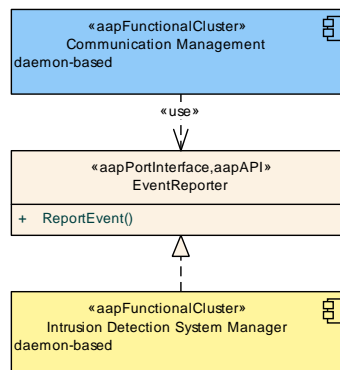 «aapFunctionalCluster»
Communication Management
daemon-based
«use»
«aapPortInterface,aapAPI»
EventReporter
+ ReportEvent()
«aapFunctionalCluster»
Intrusion Detection System Manager
daemon-based